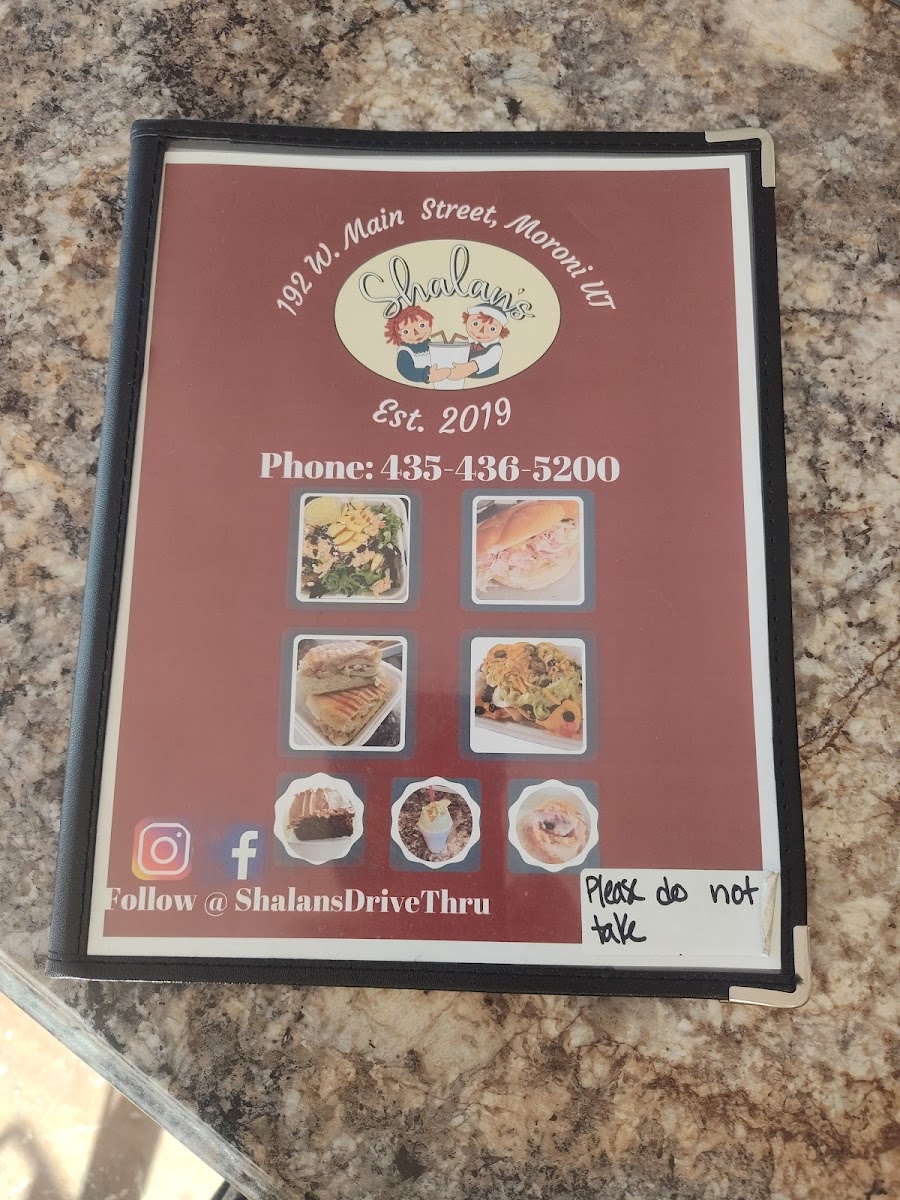 192 W. Main Street, Moroni UT
Shalan's
Est. 2019
Phone: 435-436-5200
Follow @ ShalansDriveThru
Please do not
take